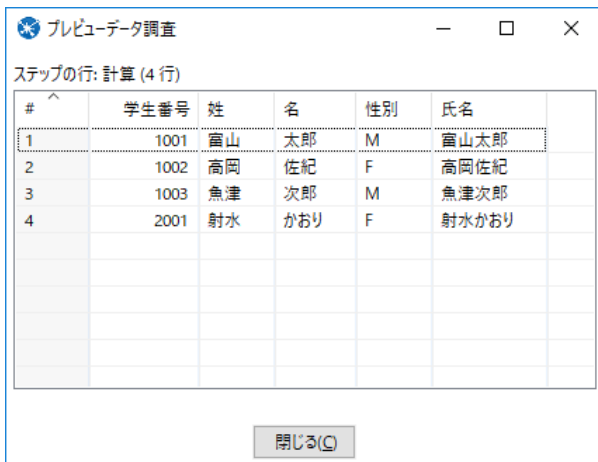 プレビューデータ調査
ステップの行: 計算 (4 行)
# 学生番号 姓 名 性別 氏名
1 1001 富山 太郎 M 富山太郎
2 1002 高岡 佐紀 F 高岡佐紀
3 1003 魚津 次郎 M 魚津次郎
4 2001 射水 かおり F 射水かおり
閉じる(C)